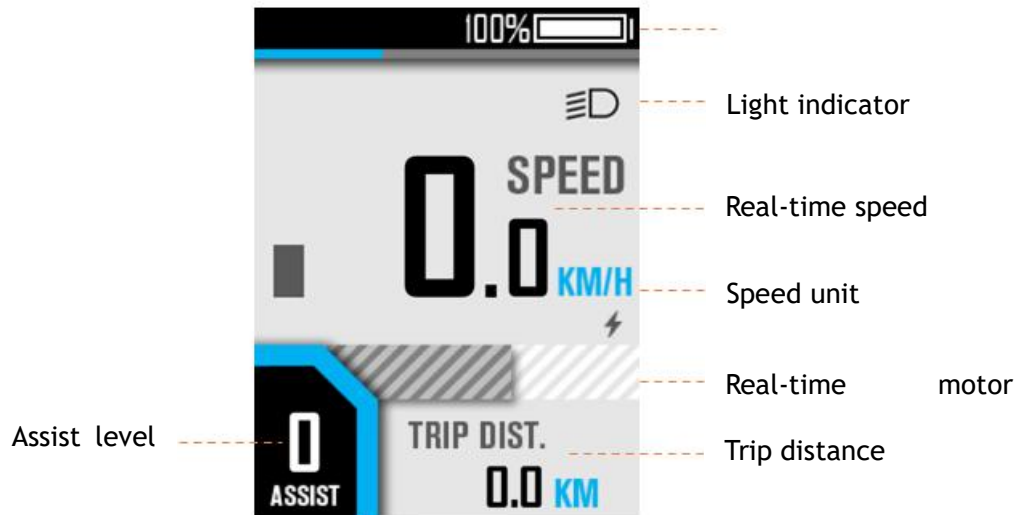 100%
Light indicator
SPEED
0.0 KM/H
Real-time speed
Speed unit
Real-time motor
Assist level
0
ASSIST
TRIP DIST.
0.0 KM
Trip distance